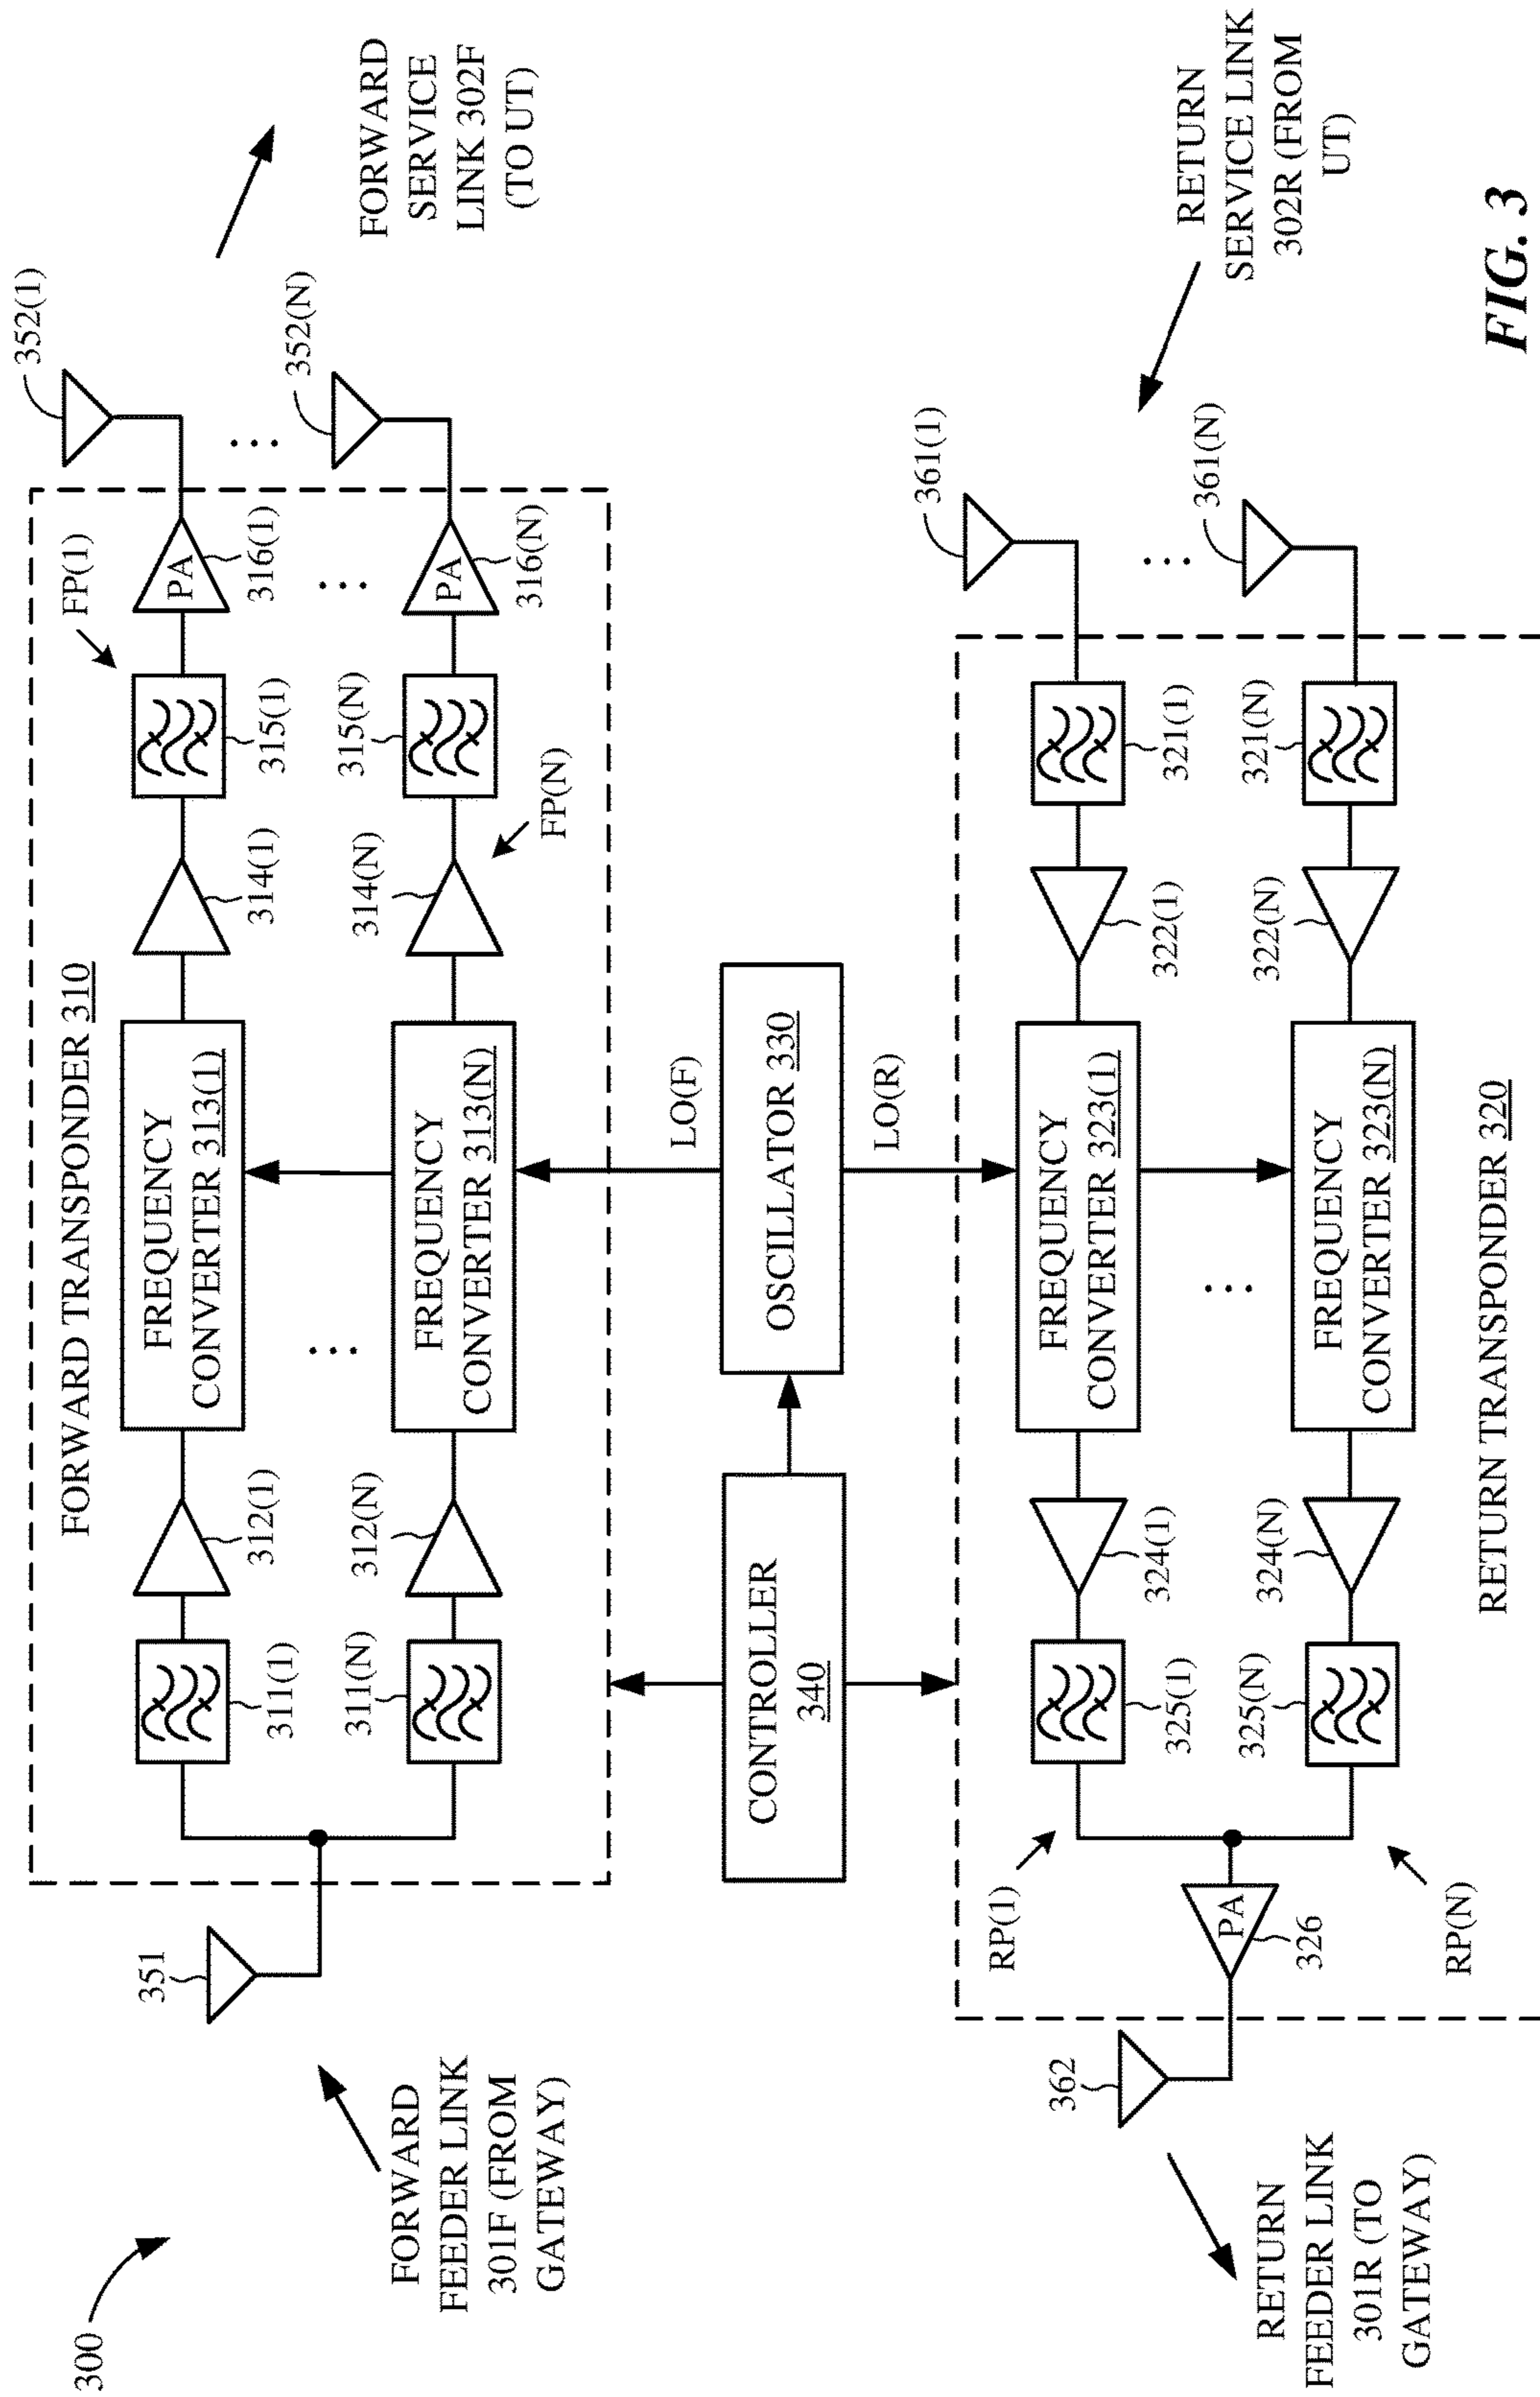 300
FORWARD
FEEDER LINK
301F (FROM
GATEWAY)
351
FORWARD TRANSPONDER 310
311(1)
312(1)
FREQUENCY
CONVERTER 313(1)
314(1)
315(1)
FP(1)
PA
316(1)
352(1)
...
311(N)
312(N)
...
FREQUENCY
CONVERTER 313(N)
314(N)
FP(N)
315(N)
...
PA
316(N)
352(N)
FORWARD
SERVICE
LINK 302F
(TO UT)
CONTROLLER
340
OSCILLATOR 330
LO(F)
LO(R)
RETURN
FEEDER LINK
301R (TO
GATEWAY)
362
PA
326
RP(1)
RP(N)
325(1)
324(1)
FREQUENCY
CONVERTER 323(1)
322(1)
321(1)
361(1)
...
325(N)
324(N)
...
FREQUENCY
CONVERTER 323(N)
322(N)
321(N)
361(N)
RETURN
SERVICE LINK
302R (FROM
UT)
RETURN TRANSPONDER 320
FIG. 3